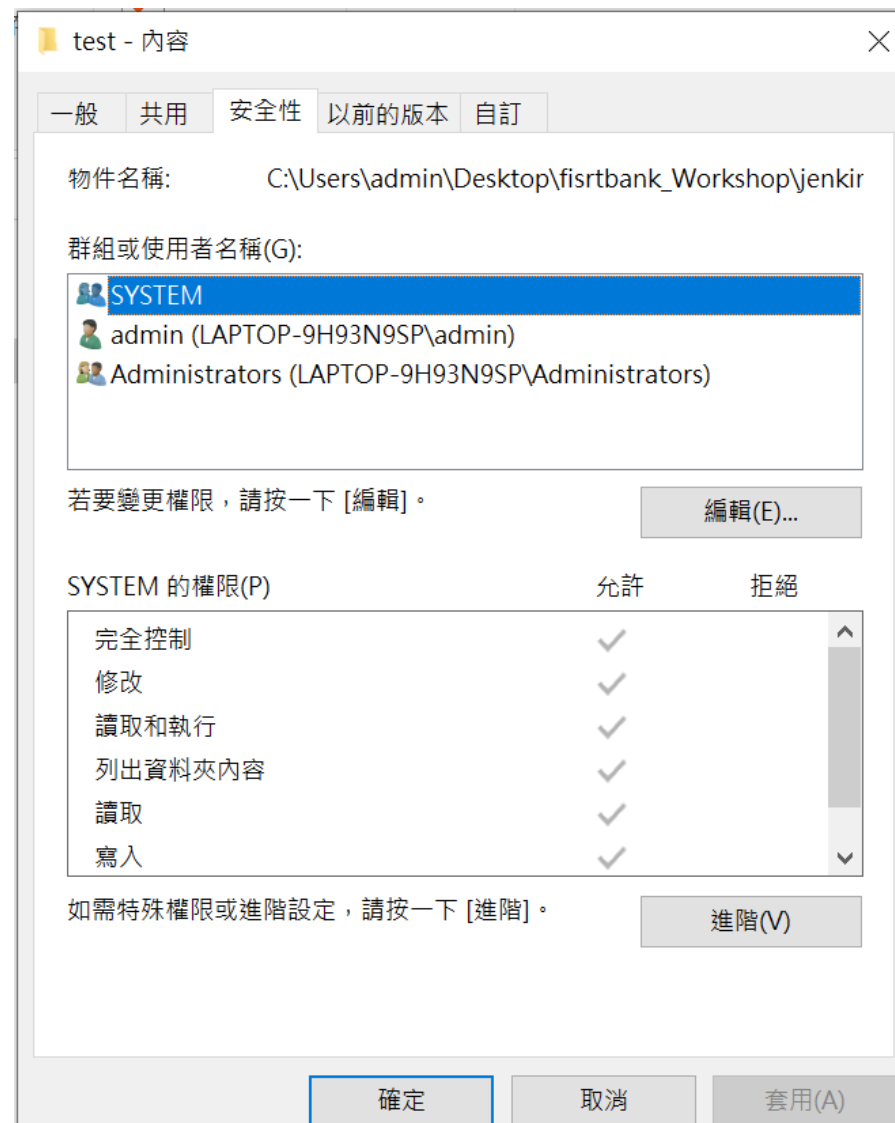 test - 內容
一般 共用 安全性 以前的版本 自訂
物件名稱: C:\Users\admin\Desktop\fisrtbank_Workshop\jenkir
群組或使用者名稱(G):
SYSTEM
admin (LAPTOP-9H93N9SP\admin)
Administrators (LAPTOP-9H93N9SP\Administrators)
若要變更權限，請按一下 [編輯]。
編輯(E)...
SYSTEM 的權限(P) 允許 拒絕
完全控制
修改
讀取和執行
列出資料夾內容
讀取
寫入
如需特殊權限或進階設定，請按一下 [進階]。
進階(V)
確定 取消 套用(A)